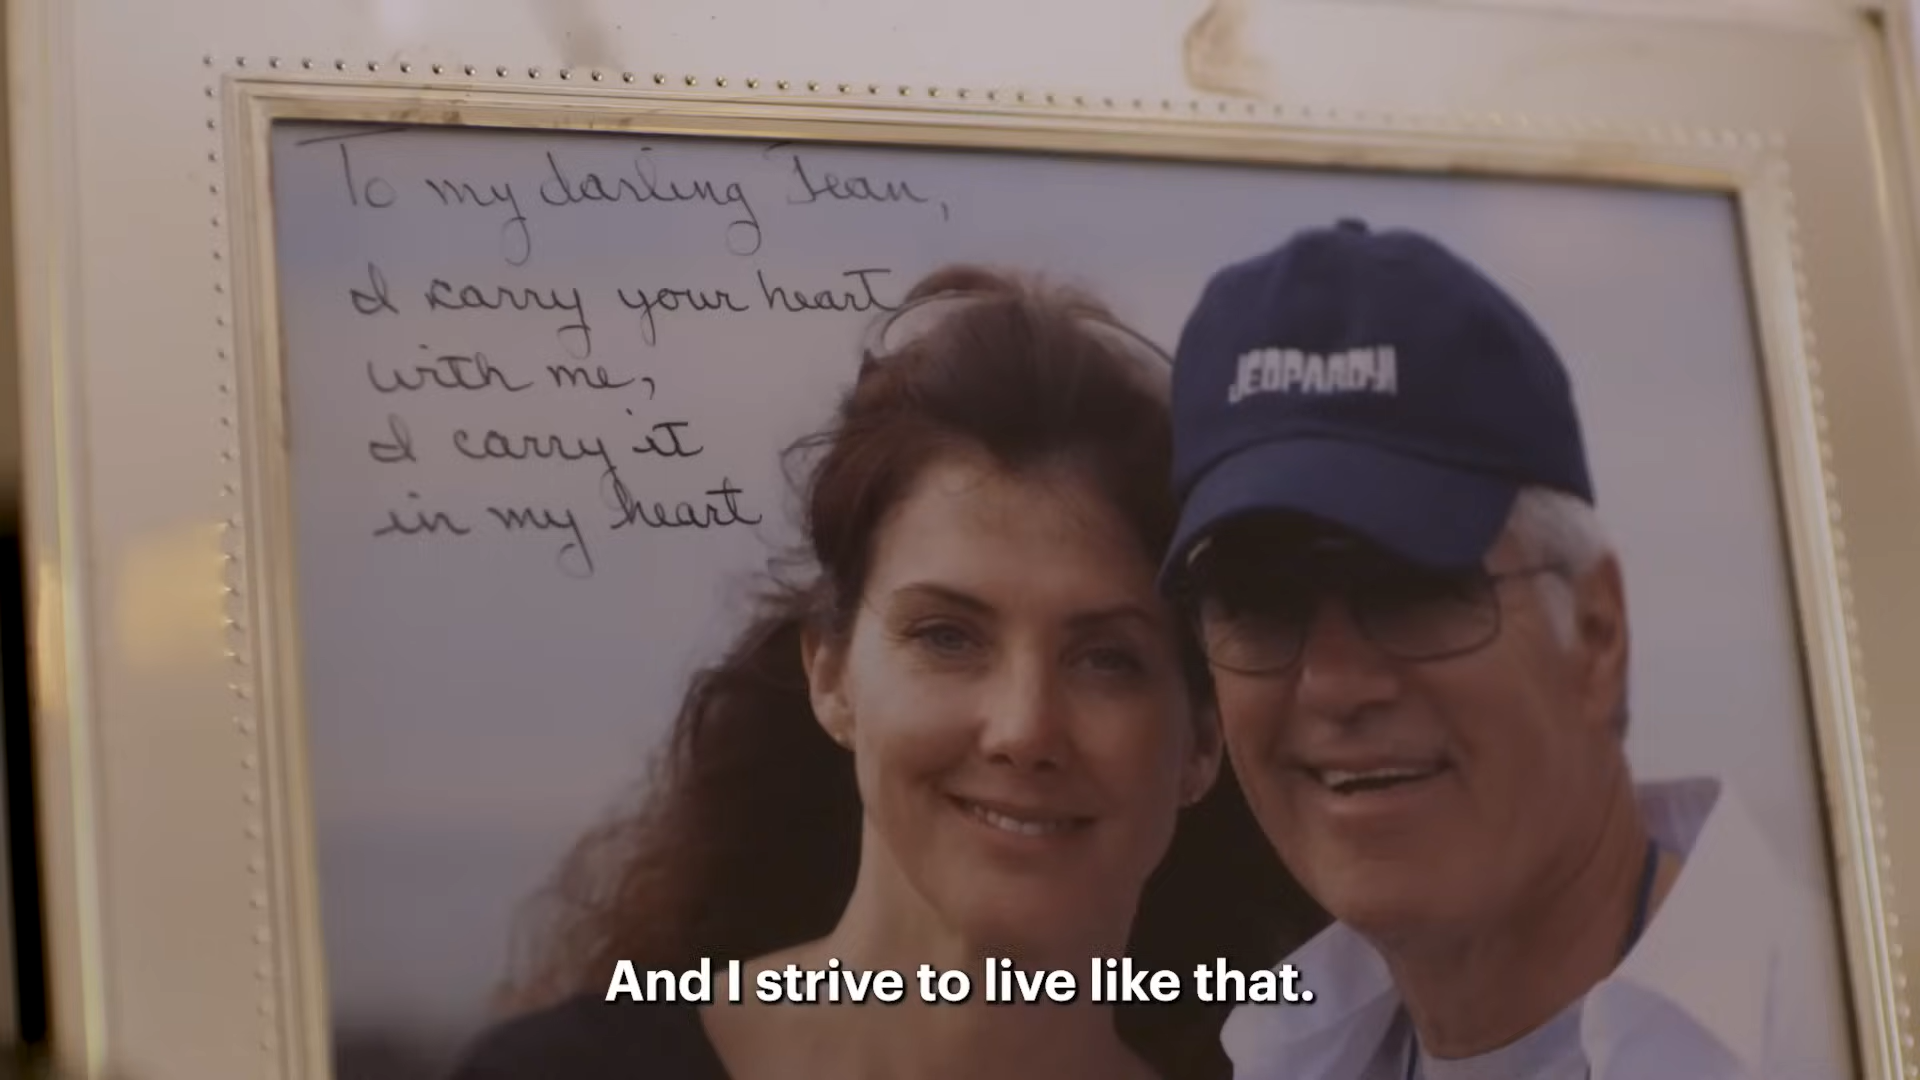 To my darling Jean,
I carry your heart
with me,
I carry it
in my heart
JEOPARDY!
And I strive to live like that.